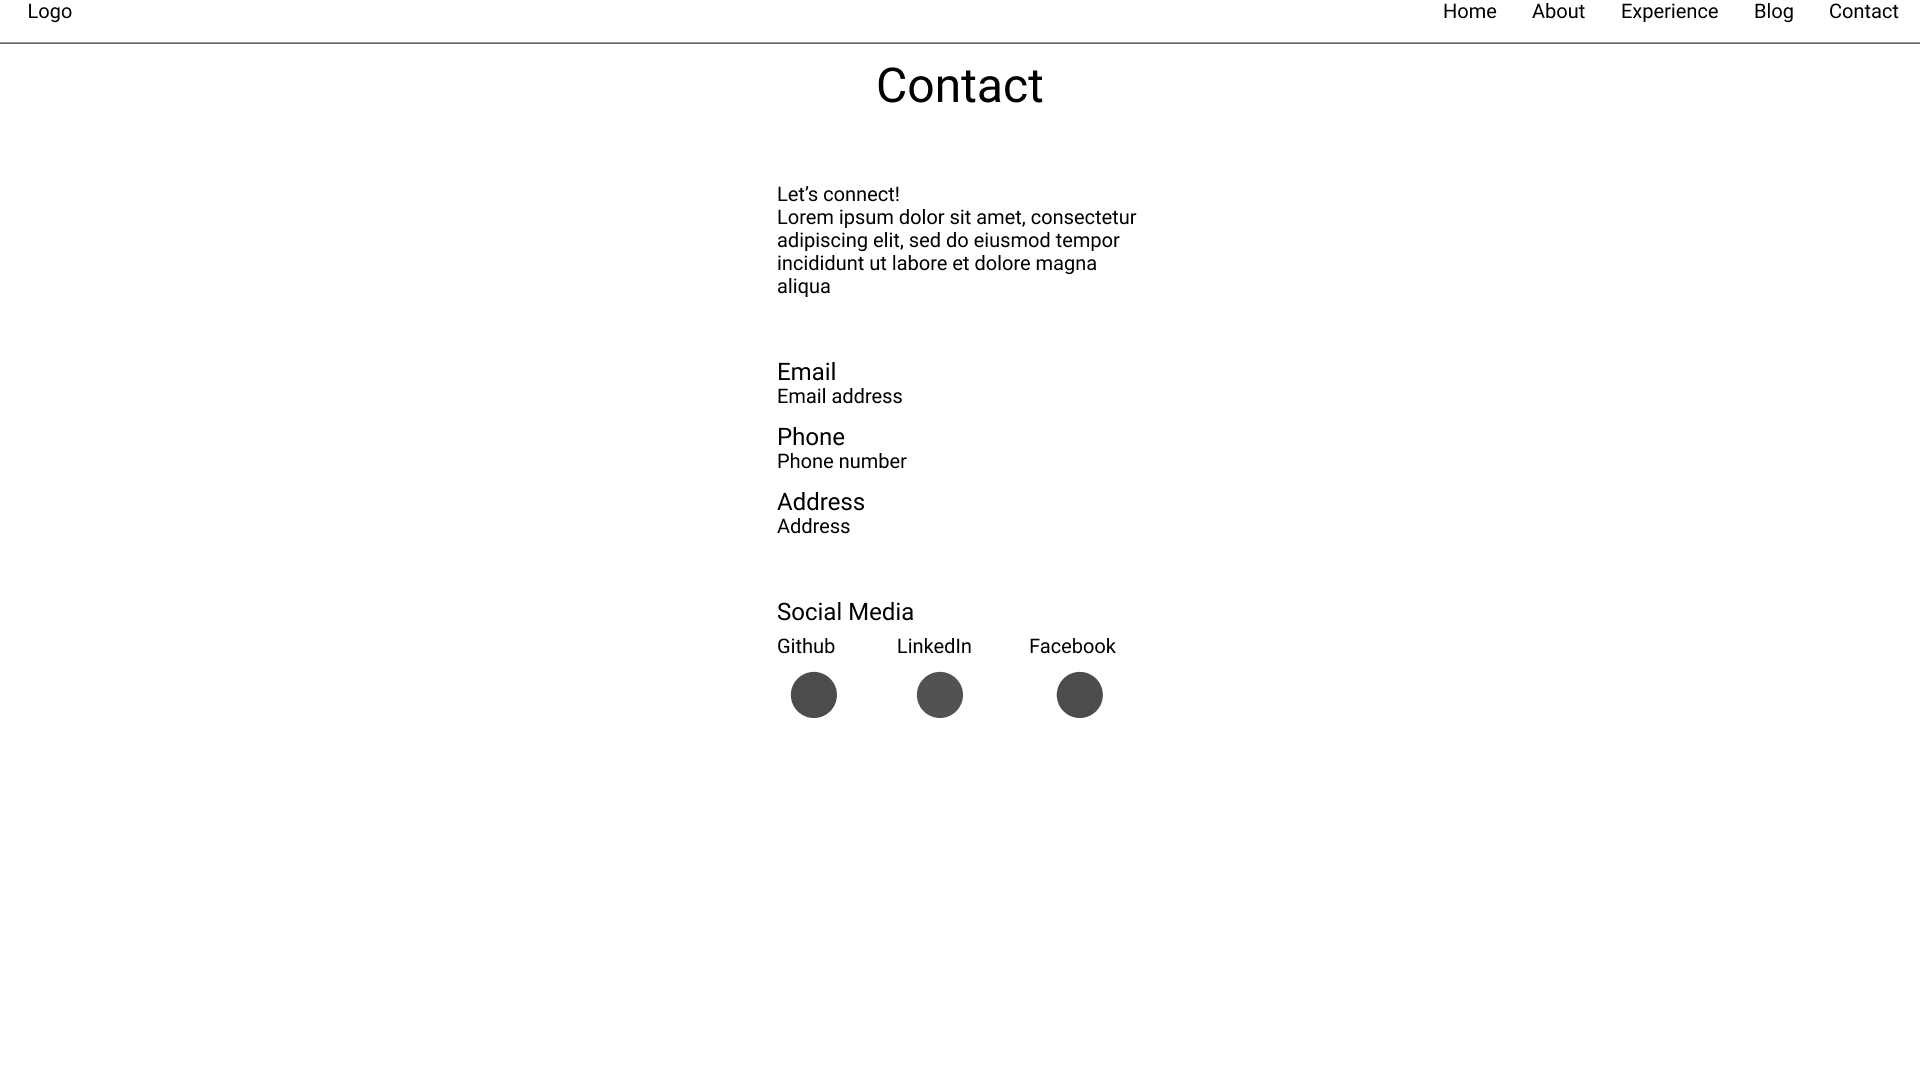 Logo
Home About Experience Blog Contact
Contact
Let’s connect!
Lorem ipsum dolor sit amet, consectetur
adipiscing elit, sed do eiusmod tempor
incididunt ut labore et dolore magna
aliqua
Email
Email address
Phone
Phone number
Address
Address
Social Media
Github LinkedIn Facebook